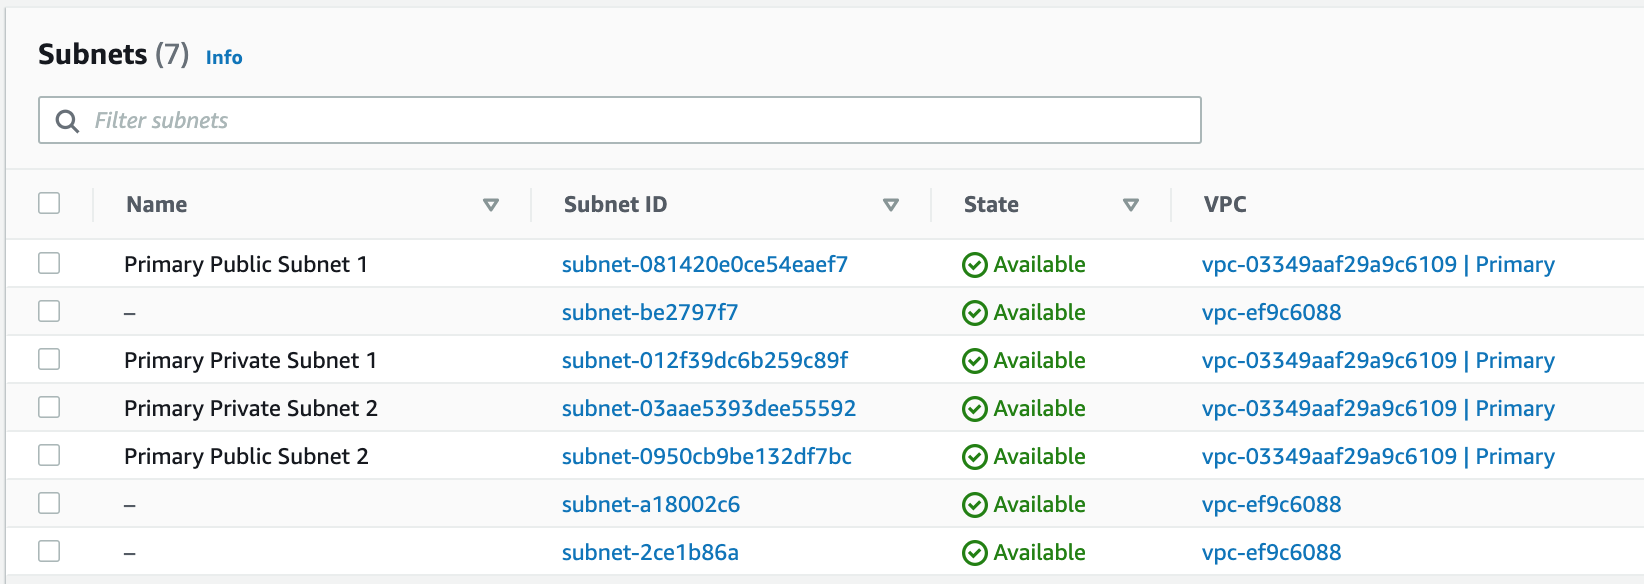 Subnets (7) Info
Filter subnets
Name Subnet ID State VPC
Primary Public Subnet 1 subnet-081420e0ce54eaef7 Available vpc-03349aaf29a9c6109 | Primary
– subnet-be2797f7 Available vpc-ef9c6088
Primary Private Subnet 1 subnet-012f39dc6b259c89f Available vpc-03349aaf29a9c6109 | Primary
Primary Private Subnet 2 subnet-03aae5393dee55592 Available vpc-03349aaf29a9c6109 | Primary
Primary Public Subnet 2 subnet-0950cb9be132df7bc Available vpc-03349aaf29a9c6109 | Primary
– subnet-a18002c6 Available vpc-ef9c6088
– subnet-2ce1b86a Available vpc-ef9c6088